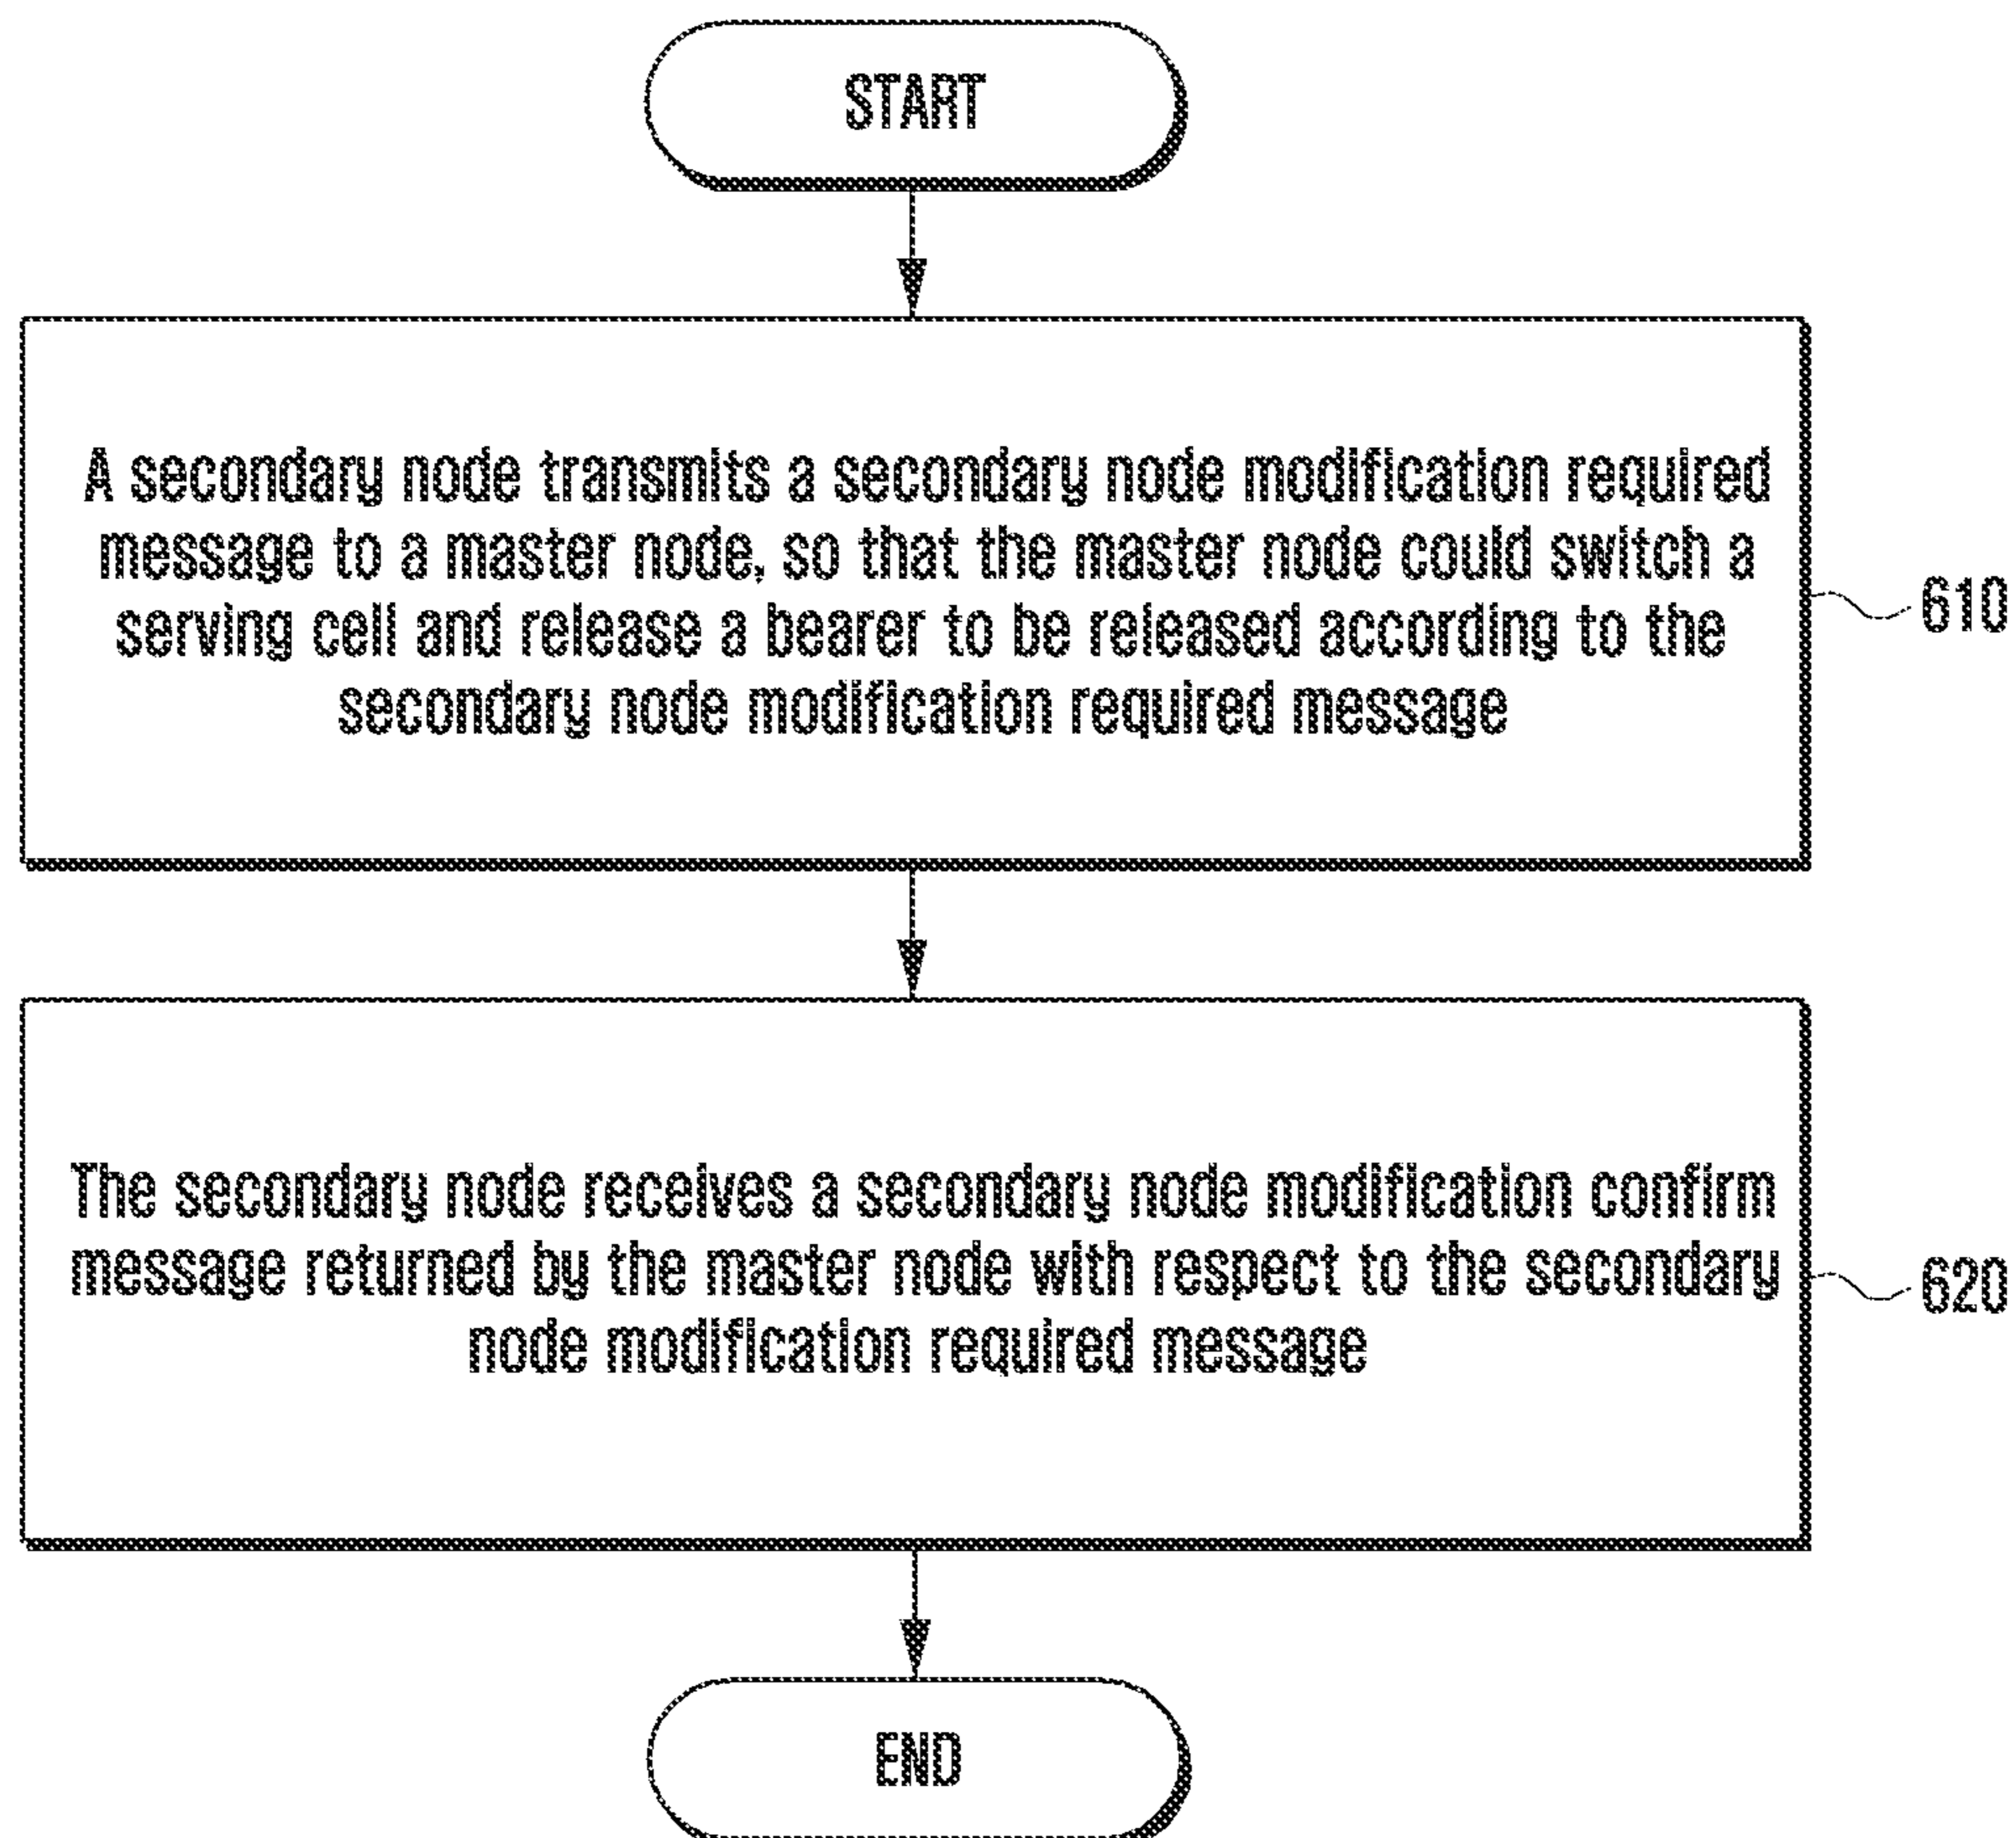 START
A secondary node transmits a secondary node modification required
message to a master node, so that the master node could switch a
serving cell and release a bearer to be released according to the
secondary node modification required message
610
The secondary node receives a secondary node modification confirm
message returned by the master node with respect to the secondary
node modification required message
620
END